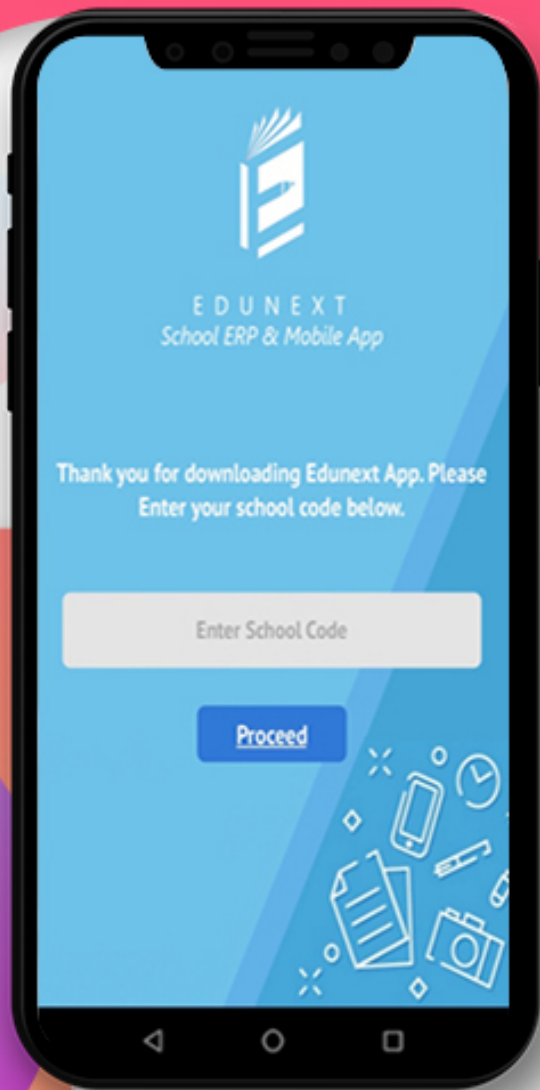 EDUNEXT
School ERP & Mobile App
Thank you for downloading Edunext App. Please
Enter your school code below.
Enter School Code
Proceed